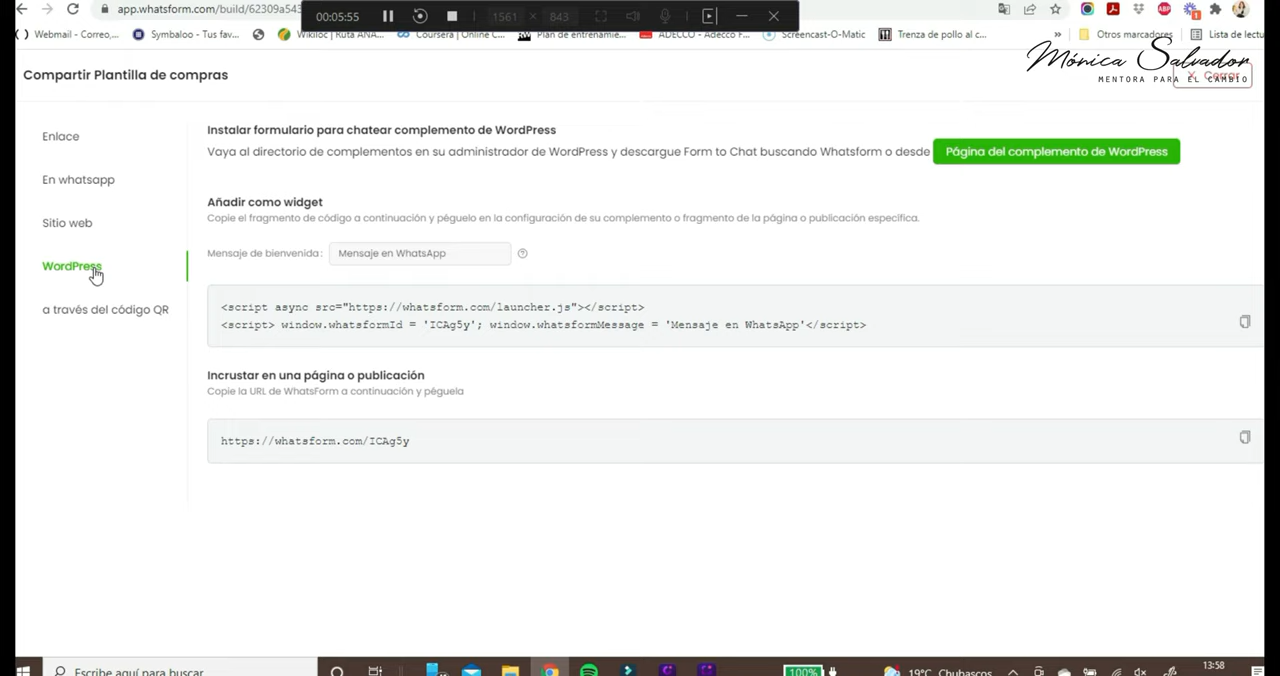 app.whatsform.com/build/62309a543
00:05:55
1561 × 843
Webmail - Correo,...
Symbaloo - Tus fav...
Wikiloc | Ruta ANA...
Coursera | Online C...
Plan de entrenamie...
ADECCO - Adecco F...
Screencast-O-Matic
Trenza de pollo al c...
»
Otros marcadores
Lista de lectu
Compartir Plantilla de compras
Mónica Salvador
MENTORA PARA EL CAMBIO
Cerrar
Enlace
En whatsapp
Sitio web
WordPress
a través del código QR
Instalar formulario para chatear complemento de WordPress
Vaya al directorio de complementos en su administrador de WordPress y descargue Form to Chat buscando Whatsform o desde
Página del complemento de WordPress
Añadir como widget
Copie el fragmento de código a continuación y péguelo en la configuración de su complemento o fragmento de la página o publicación específica.
Mensaje de bienvenida:
Mensaje en WhatsApp
<script async src="https://whatsform.com/launcher.js"></script>
<script> window.whatsformId = 'ICAg5y'; window.whatsformMessage = 'Mensaje en WhatsApp'</script>
Incrustar en una página o publicación
Copie la URL de WhatsForm a continuación y péguela
https://whatsform.com/ICAg5y
Escribe aquí para buscar
100%
19°C Chubascos
13:58